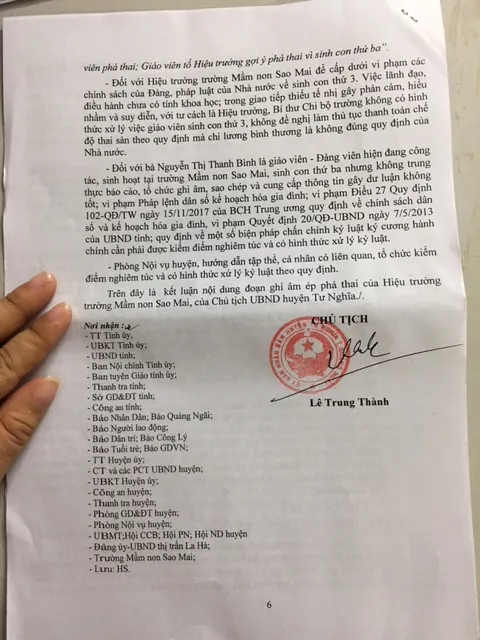 viên phá thai; Giáo viên tố Hiệu trưởng gợi ý phá thai vì sinh con thứ ba".
- Đối với Hiệu trưởng trường Mầm non Sao Mai để cấp dưới vi phạm các
chính sách của Đảng, pháp luật của Nhà nước về sinh con thứ 3. Việc lãnh đạo,
điều hành chưa có tính khoa học; trong giao tiếp thiếu tế nhị gây phản cảm, hiểu
nhầm và suy diễn, với tư cách là Hiệu trưởng, Bí thư Chi bộ trường không có hình
thức xử lý việc giáo viên sinh con thứ 3, không đề nghị làm thủ tục thanh toán chế
độ thai sản theo quy định mà chi lương bình thường là không đúng quy định của
Nhà nước.
- Đối với bà Nguyễn Thị Thanh Bình là giáo viên - Đảng viên hiện đang công
tác, sinh hoạt tại trường Mầm non Sao Mai, sinh con thứ ba nhưng không trung
thực báo cáo, tổ chức ghi âm, sao chép và cung cấp thông tin gây dư luận không
tốt; vi phạm Pháp lệnh dân số kế hoạch hóa gia đình; vi phạm Điều 27 Quy định
102-QĐ/TW ngày 15/11/2017 của BCH Trung ương quy định về chính sách dân
số và kế hoạch hóa gia đình, vi phạm Quyết định 20/QĐ-UBND ngày 7/5/2013
của UBND tỉnh; quy định về một số biện pháp chấn chỉnh kỷ luật kỷ cương hành
chính cần phải được kiểm điểm nghiêm túc và có hình thức xử lý kỷ luật.
- Phòng Nội vụ huyện, hướng dẫn tập thể, cá nhân có liên quan, tổ chức kiểm
điểm nghiêm túc và có hình thức xử lý kỷ luật theo quy định.
Trên đây là kết luận nội dung đoạn ghi âm ép phá thai của Hiệu trưởng
trường Mầm non Sao Mai, của Chủ tịch UBND huyện Tư Nghĩa./.
Nơi nhận:
- TT Tỉnh ủy,
- UBKT Tỉnh ủy;
- UBND tỉnh;
- Ban Nội chính Tỉnh ủy;
- Ban tuyên Giáo tỉnh ủy;
- Thanh tra tỉnh;
- Sở GD&ĐT tỉnh;
- Công an tỉnh;
- Báo Nhân Dân; Báo Quảng Ngãi;
- Báo Người lao động;
- Báo Dân trí; Báo Công Lý
- Báo Tuổi trẻ; Báo GDVN;
- TT Huyện ủy;
- CT và các PCT UBND huyện;
- UBKT Huyện ủy;
- Công an huyện;
- Thanh tra huyện;
- Phòng GD&ĐT huyện;
- Phòng Nội vụ huyện;
- UBMT;Hội CCB; Hội PN; Hội ND huyện
- Đảng ủy-UBND thị trấn La Hà;
- Trường Mầm non Sao Mai;
- Lưu: HS.
CHỦ TỊCH
Lê Trung Thành
6